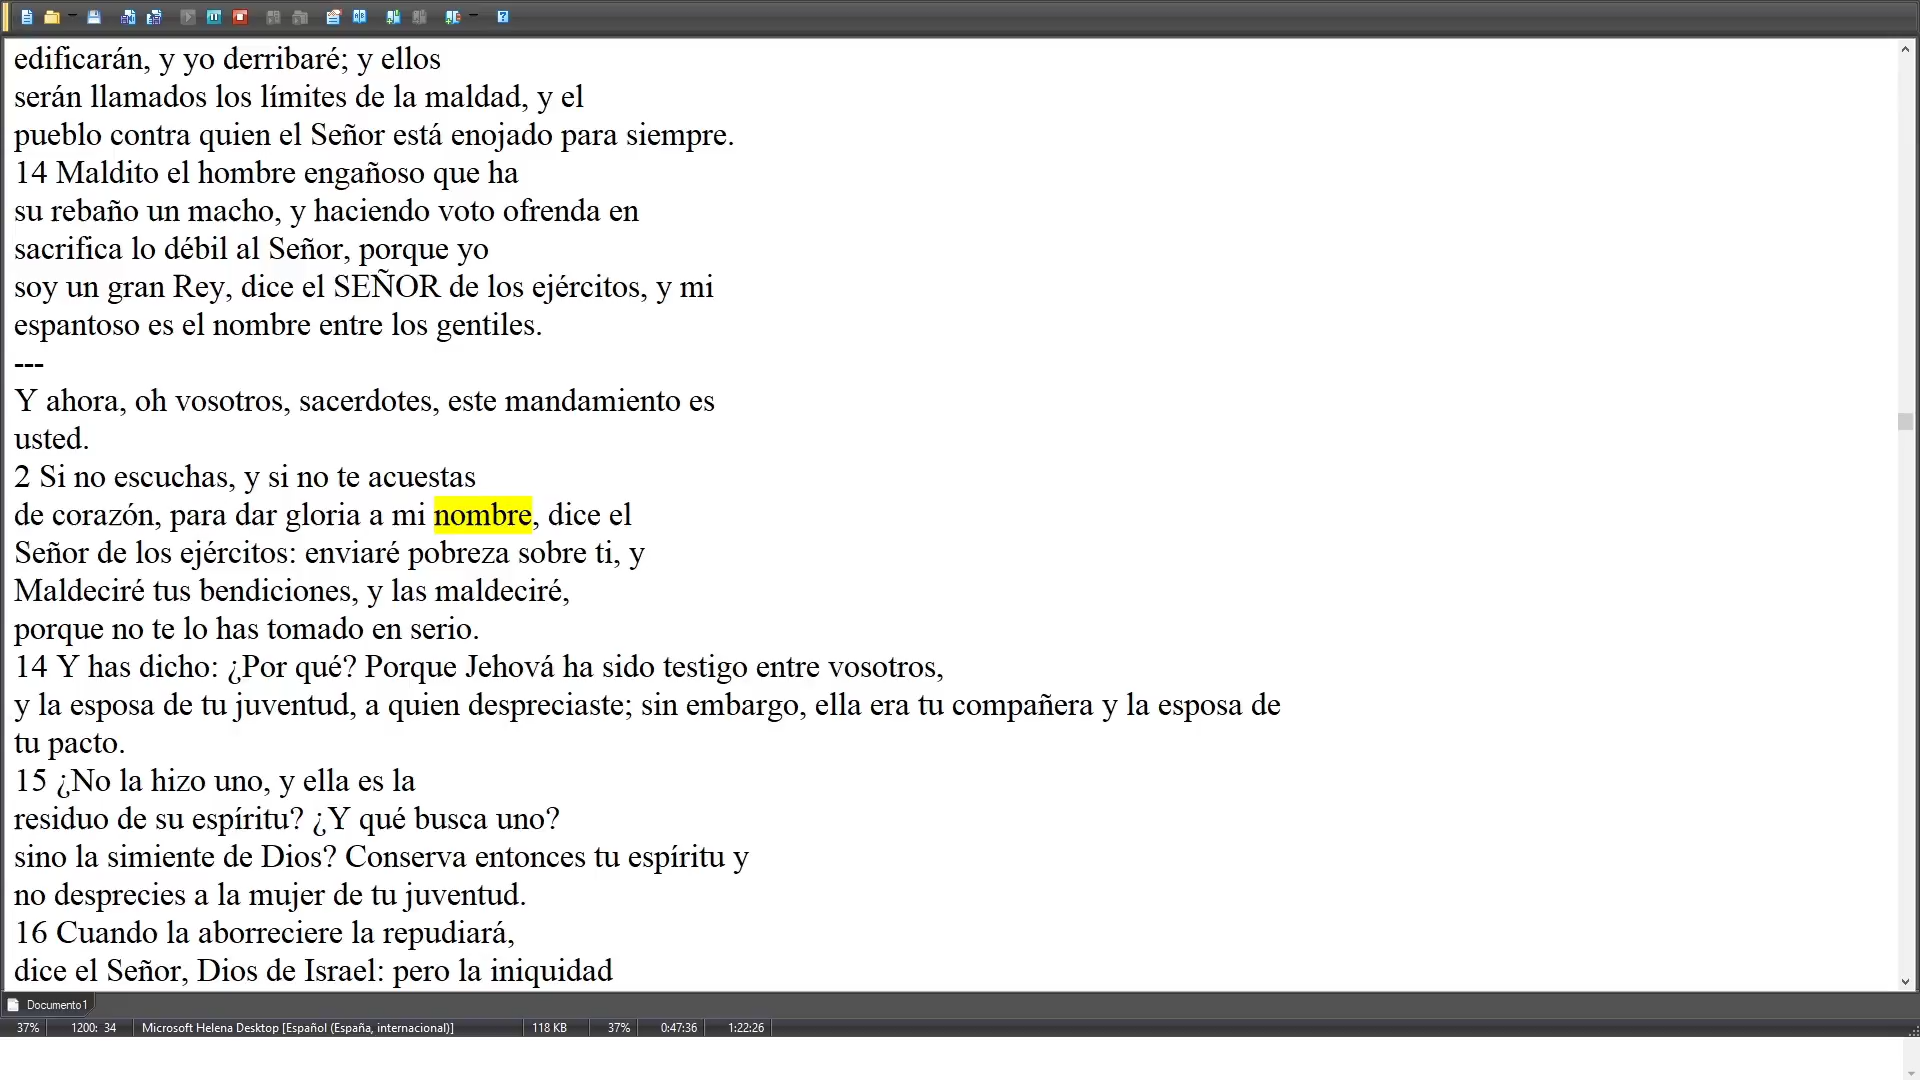 edificarán, y yo derribaré; y ellos
serán llamados los límites de la maldad, y el
pueblo contra quien el Señor está enojado para siempre.
14 Maldito el hombre engañoso que ha
su rebaño un macho, y haciendo voto ofrenda en
sacrifica lo débil al Señor, porque yo
soy un gran Rey, dice el SEÑOR de los ejércitos, y mi
espantoso es el nombre entre los gentiles.
---
Y ahora, oh vosotros, sacerdotes, este mandamiento es
usted.
2 Si no escuchas, y si no te acuestas
de corazón, para dar gloria a mi nombre, dice el
Señor de los ejércitos: enviaré pobreza sobre ti, y
Maldeciré tus bendiciones, y las maldeciré,
porque no te lo has tomado en serio.
14 Y has dicho: ¿Por qué? Porque Jehová ha sido testigo entre vosotros,
y la esposa de tu juventud, a quien despreciaste; sin embargo, ella era tu compañera y la esposa de
tu pacto.
15 ¿No la hizo uno, y ella es la
residuo de su espíritu? ¿Y qué busca uno?
sino la simiente de Dios? Conserva entonces tu espíritu y
no desprecies a la mujer de tu juventud.
16 Cuando la aborreciere la repudiará,
dice el Señor, Dios de Israel: pero la iniquidad
Documento1
37% 1200: 34 Microsoft Helena Desktop [Español (España, internacional)] 118 KB 37% 0:47:36 1:22:26